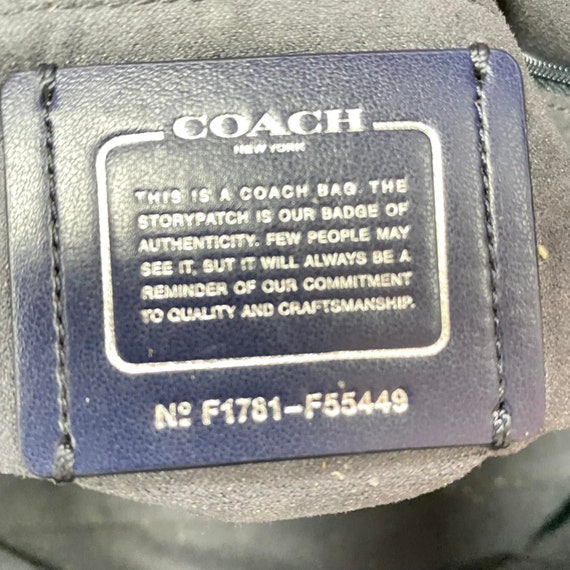 COACH
NEW YORK
THIS IS A COACH BAG. THE
STORYPATCH IS OUR BADGE OF
AUTHENTICITY. FEW PEOPLE MAY
SEE IT, BUT IT WILL ALWAYS BE A
REMINDER OF OUR COMMITMENT
TO QUALITY AND CRAFTSMANSHIP.
Nº F1781-F55449